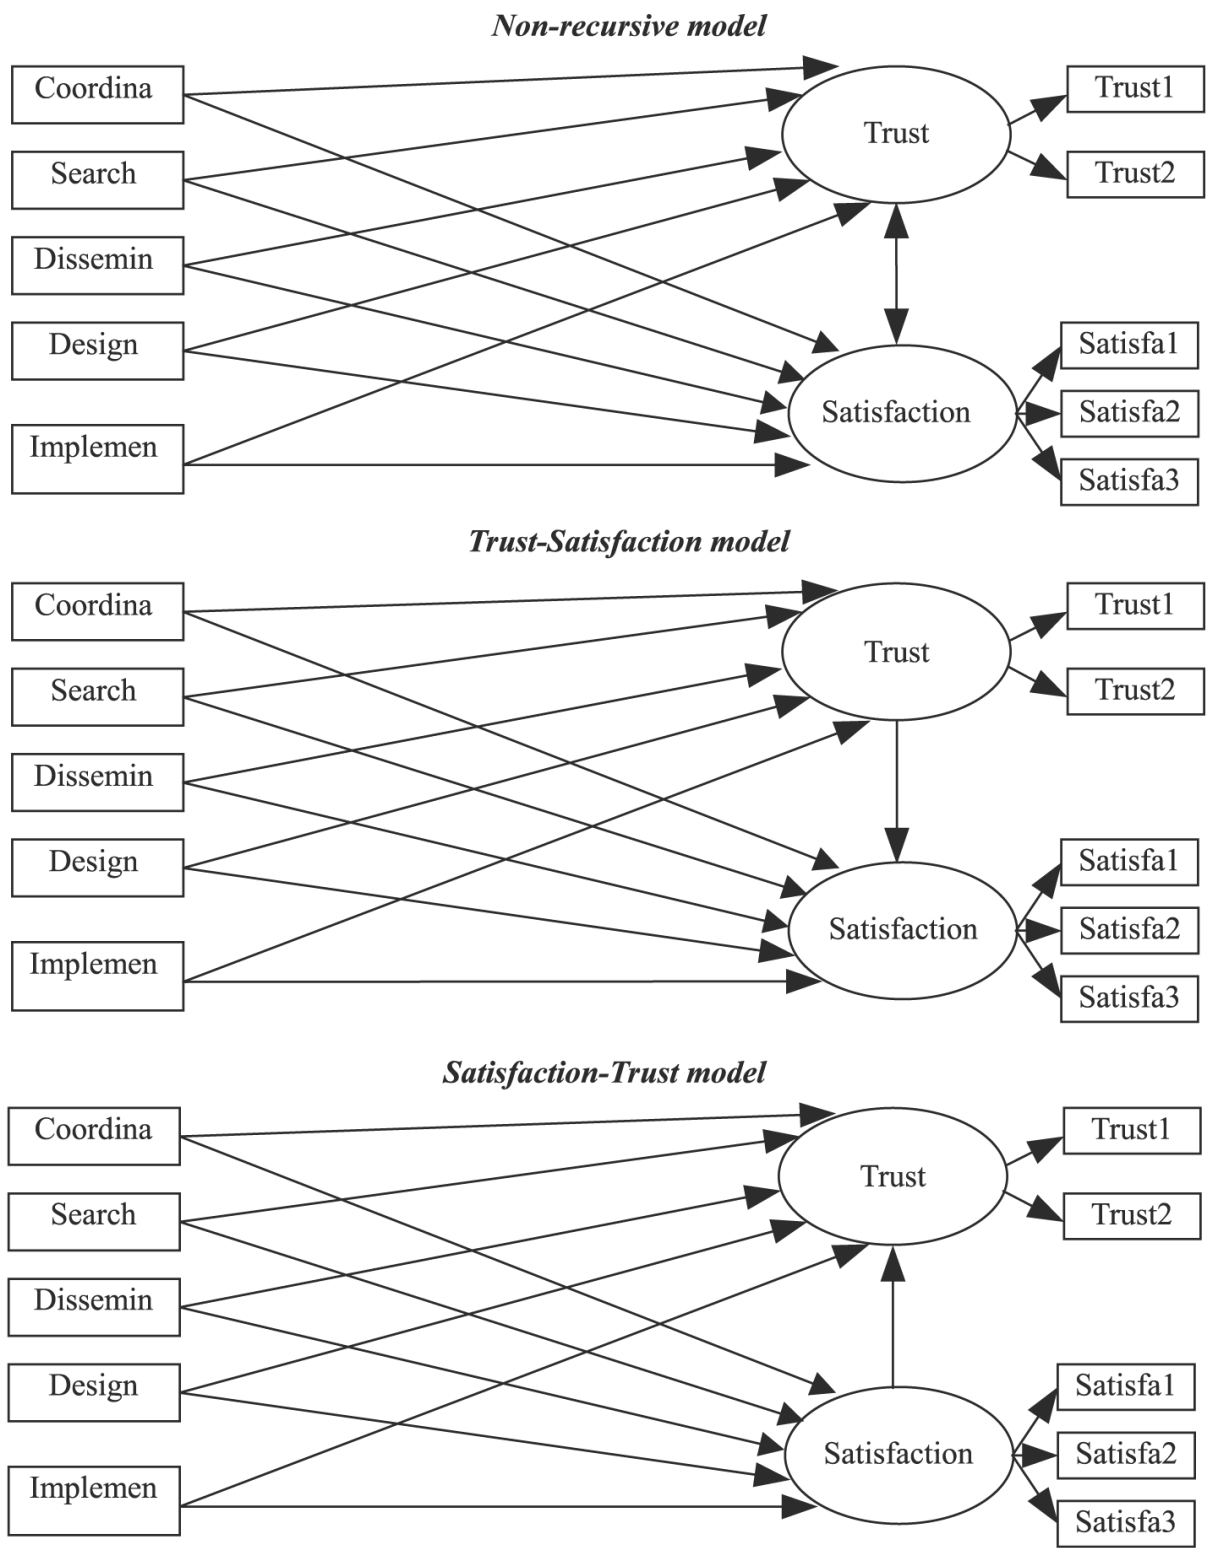 Non-recursive model
Coordina
Trust1
Trust
Search
Trust2
Dissemin
Design
Satisfa1
Satisfaction
Satisfa2
Implemen
Satisfa3
Trust-Satisfaction model
Coordina
Trust1
Trust
Search
Trust2
Dissemin
Design
Satisfa1
Satisfaction
Satisfa2
Implemen
Satisfa3
Satisfaction-Trust model
Coordina
Trust1
Trust
Search
Trust2
Dissemin
Design
Satisfa1
Satisfaction
Satisfa2
Implemen
Satisfa3